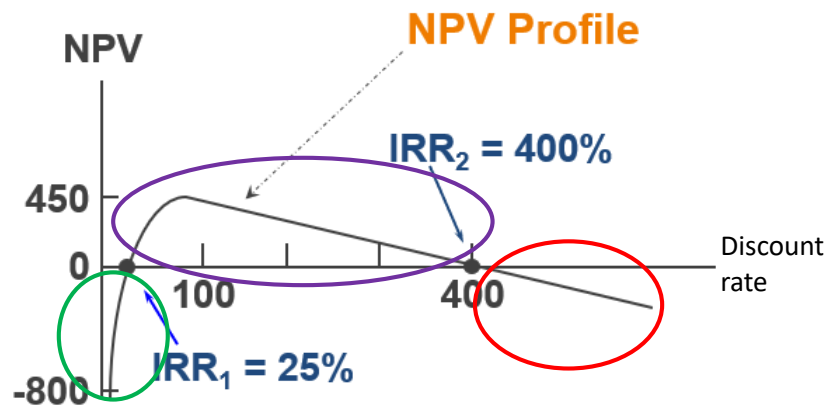 NPV Profile
NPV
IRR2 = 400%
450
0
100
400
Discount
rate
IRR1 = 25%
-800